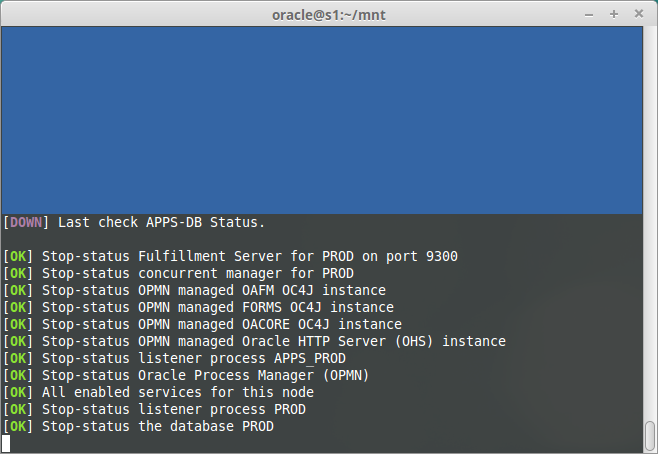 oracle@s1:~/mnt
[DOWN] Last check APPS-DB Status.
[OK] Stop-status Fulfillment Server for PROD on port 9300
[OK] Stop-status concurrent manager for PROD
[OK] Stop-status OPMN managed OAFM OC4J instance
[OK] Stop-status OPMN managed FORMS OC4J instance
[OK] Stop-status OPMN managed OACORE OC4J instance
[OK] Stop-status OPMN managed Oracle HTTP Server (OHS) instance
[OK] Stop-status listener process APPS_PROD
[OK] Stop-status Oracle Process Manager (OPMN)
[OK] All enabled services for this node
[OK] Stop-status listener process PROD
[OK] Stop-status the database PROD